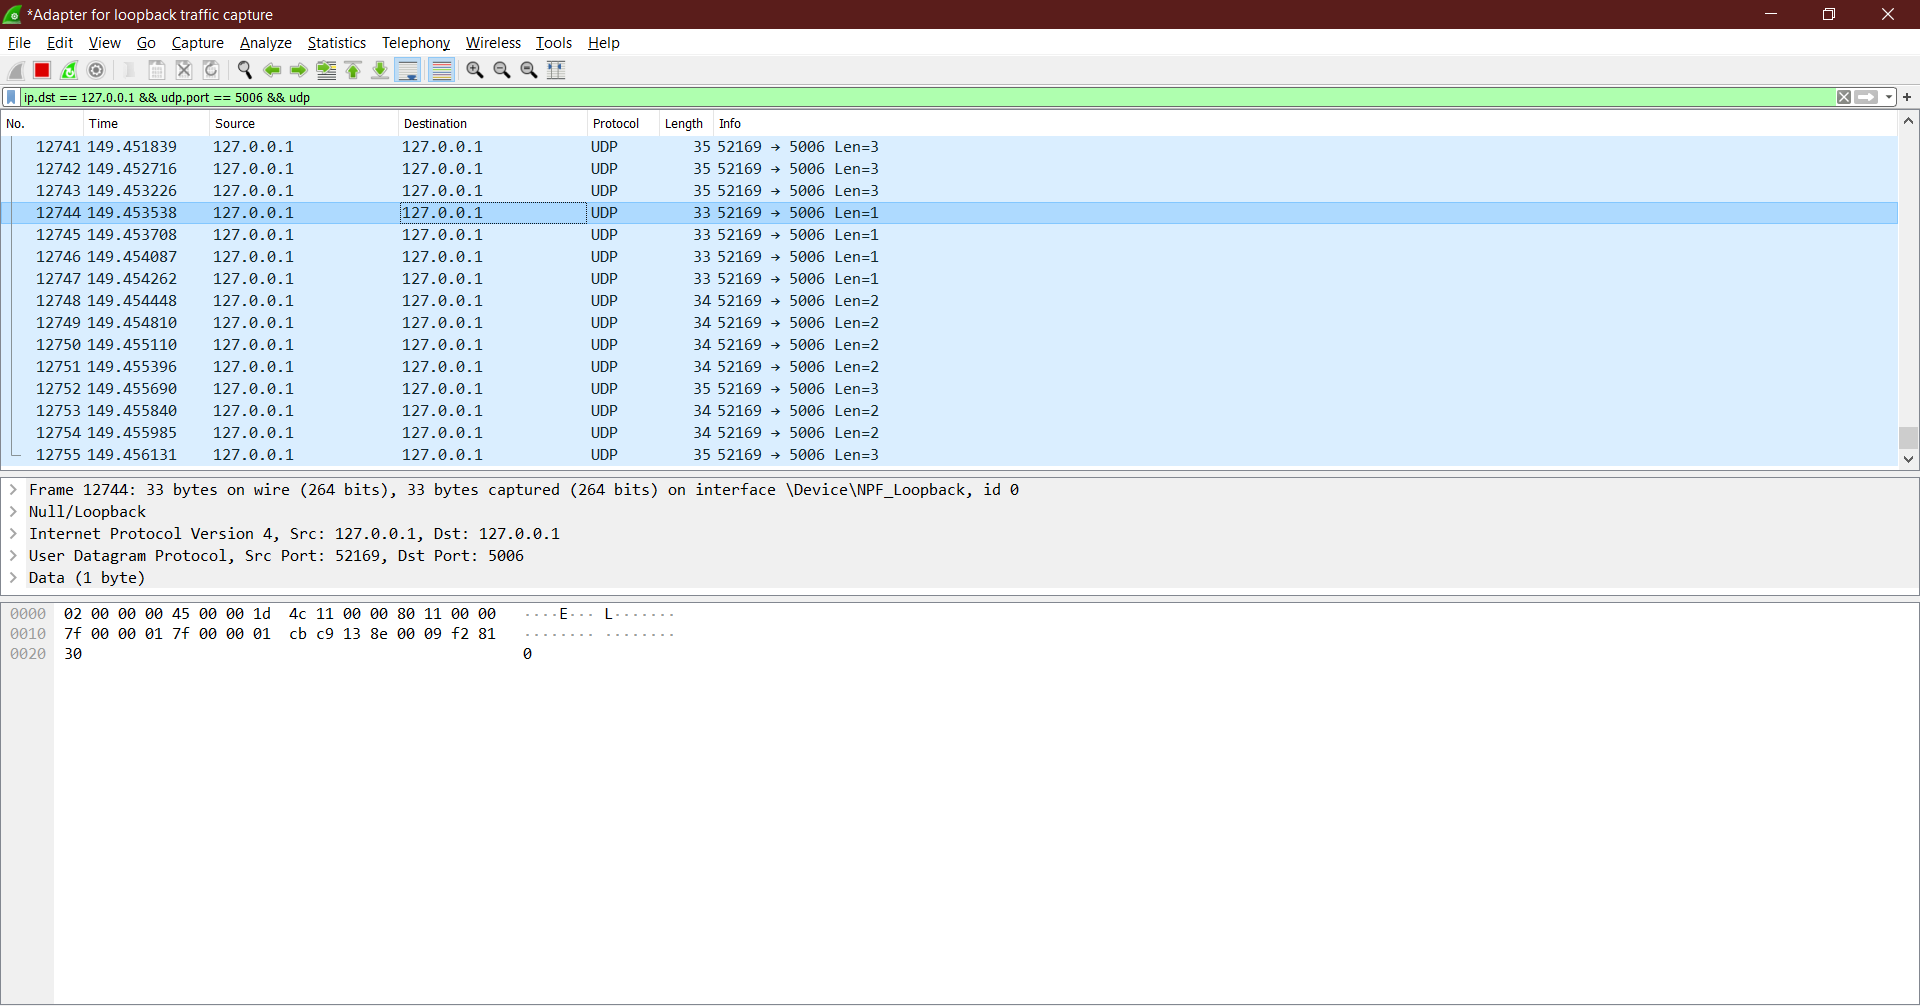 *Adapter for loopback traffic capture
File Edit View Go Capture Analyze Statistics Telephony Wireless Tools Help
ip.dst == 127.0.0.1 && udp.port == 5006 && udp
No. Time Source Destination Protocol Length Info
12741 149.451839 127.0.0.1 127.0.0.1 UDP 35 52169 → 5006 Len=3
12742 149.452716 127.0.0.1 127.0.0.1 UDP 35 52169 → 5006 Len=3
12743 149.453226 127.0.0.1 127.0.0.1 UDP 35 52169 → 5006 Len=3
12744 149.453538 127.0.0.1 127.0.0.1 UDP 33 52169 → 5006 Len=1
12745 149.453708 127.0.0.1 127.0.0.1 UDP 33 52169 → 5006 Len=1
12746 149.454087 127.0.0.1 127.0.0.1 UDP 33 52169 → 5006 Len=1
12747 149.454262 127.0.0.1 127.0.0.1 UDP 33 52169 → 5006 Len=1
12748 149.454448 127.0.0.1 127.0.0.1 UDP 34 52169 → 5006 Len=2
12749 149.454810 127.0.0.1 127.0.0.1 UDP 34 52169 → 5006 Len=2
12750 149.455110 127.0.0.1 127.0.0.1 UDP 34 52169 → 5006 Len=2
12751 149.455396 127.0.0.1 127.0.0.1 UDP 34 52169 → 5006 Len=2
12752 149.455690 127.0.0.1 127.0.0.1 UDP 35 52169 → 5006 Len=3
12753 149.455840 127.0.0.1 127.0.0.1 UDP 34 52169 → 5006 Len=2
12754 149.455985 127.0.0.1 127.0.0.1 UDP 34 52169 → 5006 Len=2
12755 149.456131 127.0.0.1 127.0.0.1 UDP 35 52169 → 5006 Len=3
Frame 12744: 33 bytes on wire (264 bits), 33 bytes captured (264 bits) on interface \Device\NPF_Loopback, id 0
Null/Loopback
Internet Protocol Version 4, Src: 127.0.0.1, Dst: 127.0.0.1
User Datagram Protocol, Src Port: 52169, Dst Port: 5006
Data (1 byte)
0000 02 00 00 00 45 00 00 1d 4c 11 00 00 80 11 00 00 ····E··· L·······
0010 7f 00 00 01 7f 00 00 01 cb c9 13 8e 00 09 f2 81 ········ ········
0020 30 0